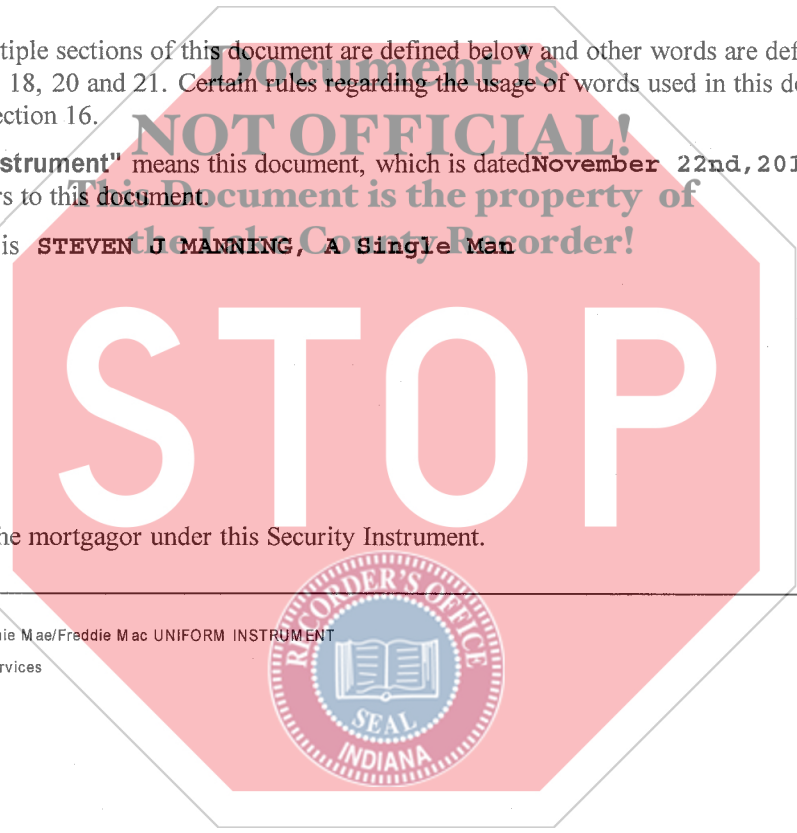 tiple sections of this document are defined below and other words are def
18, 20 and 21. Certain rules regarding the usage of words used in this do
ection 16.
strument" means this document, which is datedNovember 22nd,201
rs to this document.
is STEVEN J MANNING, A Single Man
he mortgagor under this Security Instrument.
nie Mae/Freddie Mac UNIFORM INSTRUMENT
rvices
Document is
NOT OFFICIAL!
This Document is the property of
the Lake County Recorder!
STOP
RECORDER'S OFFICE
SEAL
INDIANA